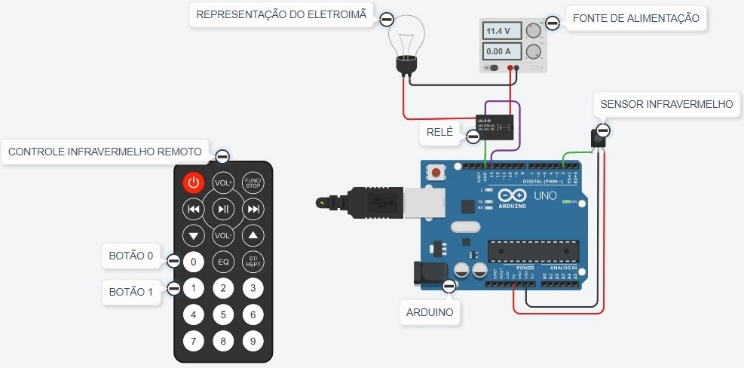 REPRESENTAÇÃO DO ELETROIMÃ
FONTE DE ALIMENTAÇÃO
11.4 V
0.00 A
SENSOR INFRAVERMELHO
RELÊ
CONTROLE INFRAVERMELHO REMOTO
VOL+
FUNC/
STOP
VOL-
BOTÃO 0
0
EQ
ST/
REPT
BOTÃO 1
1 2 3
4 5 6
7 8 9
DIGITAL (PWM~)
UNO
ARDUINO
POWER
ANALOG IN
ARDUINO